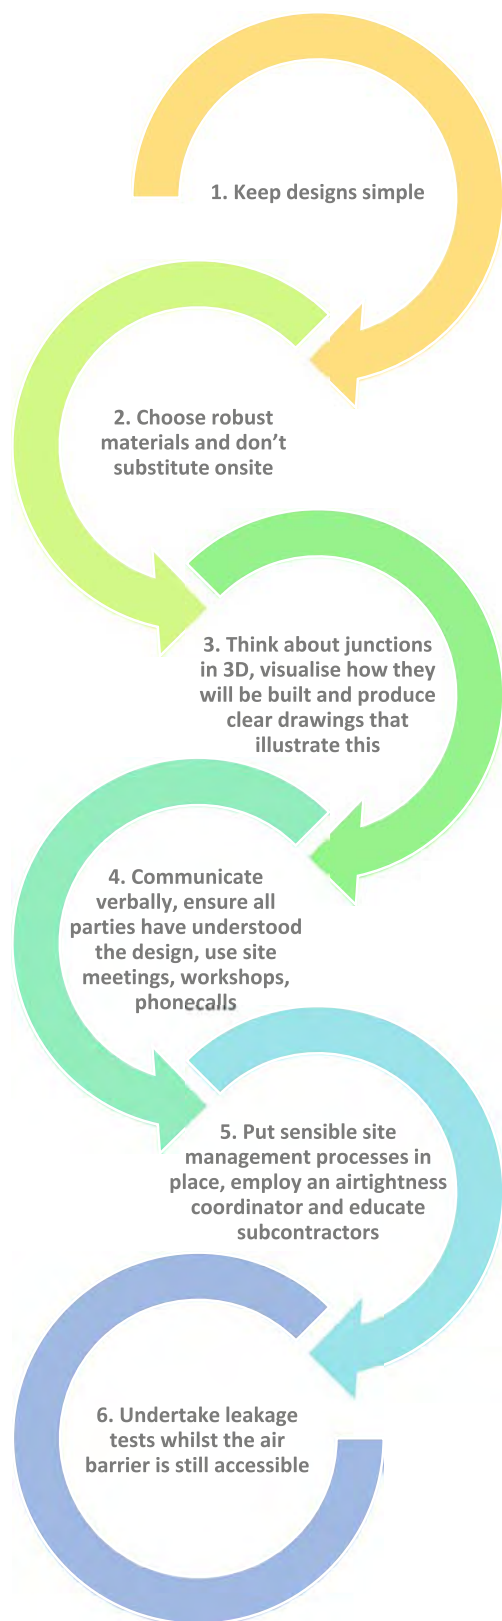 1. Keep designs simple
2. Choose robust
materials and don’t
substitute onsite
3. Think about junctions
in 3D, visualise how they
will be built and produce
clear drawings that
illustrate this
4. Communicate
verbally, ensure all
parties have understood
the design, use site
meetings, workshops,
phonecalls
5. Put sensible site
management processes in
place, employ an airtightness
coordinator and educate
subcontractors
6. Undertake leakage
tests whilst the air
barrier is still accessible